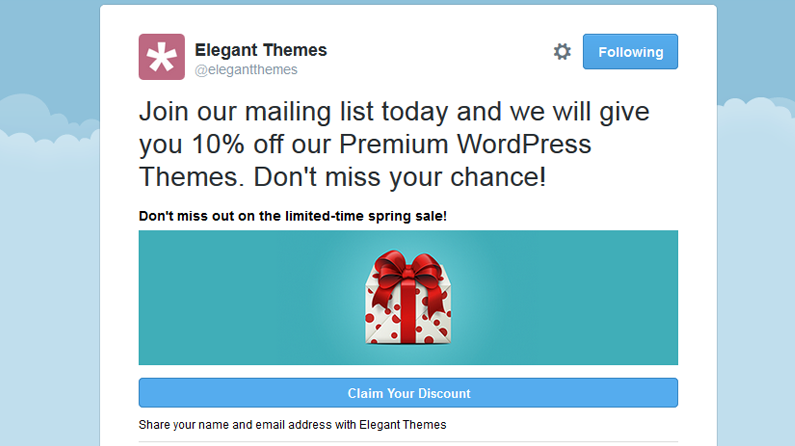 Elegant Themes
@elegantthemes
Following
Join our mailing list today and we will give
you 10% off our Premium WordPress
Themes. Don't miss your chance!
Don't miss out on the limited-time spring sale!
Claim Your Discount
Share your name and email address with Elegant Themes